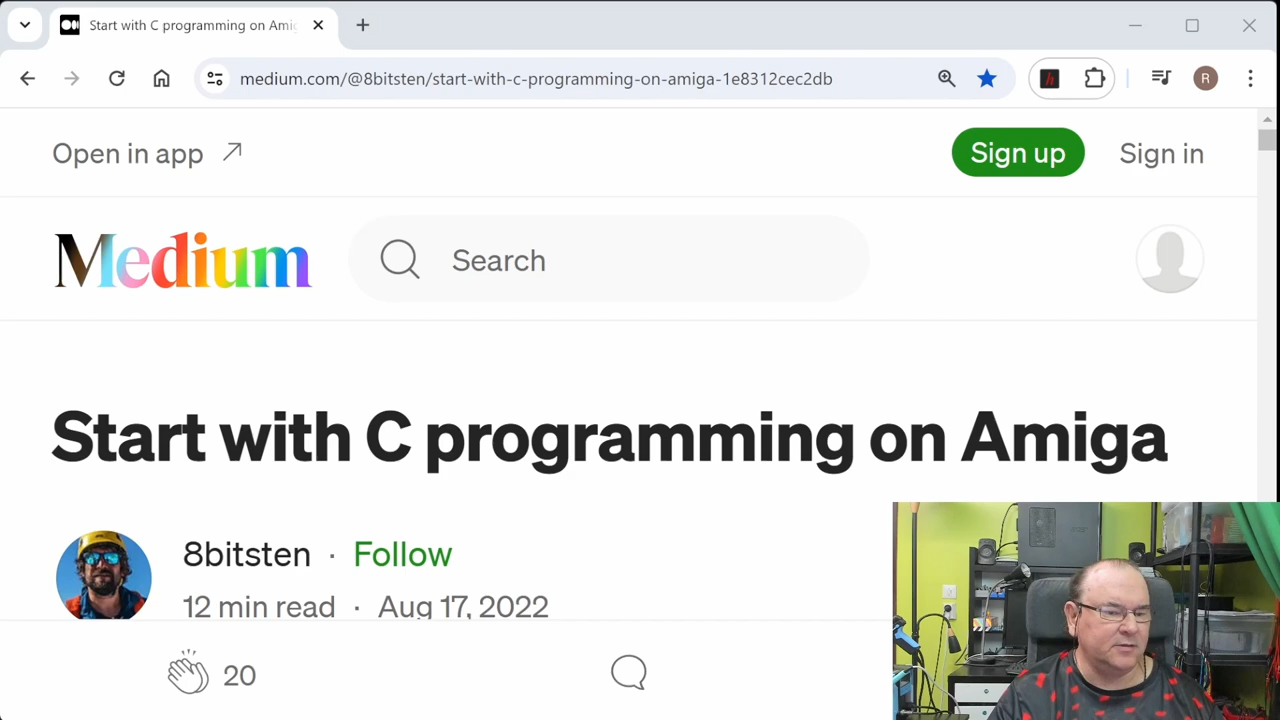 Start with C programming on Amig
medium.com/@8bitsten/start-with-c-programming-on-amiga-1e8312cec2db
R
Open in app
Sign up
Sign in
Medium
Search
Start with C programming on Amiga
8bitsten · Follow
12 min read · Aug 17, 2022
20